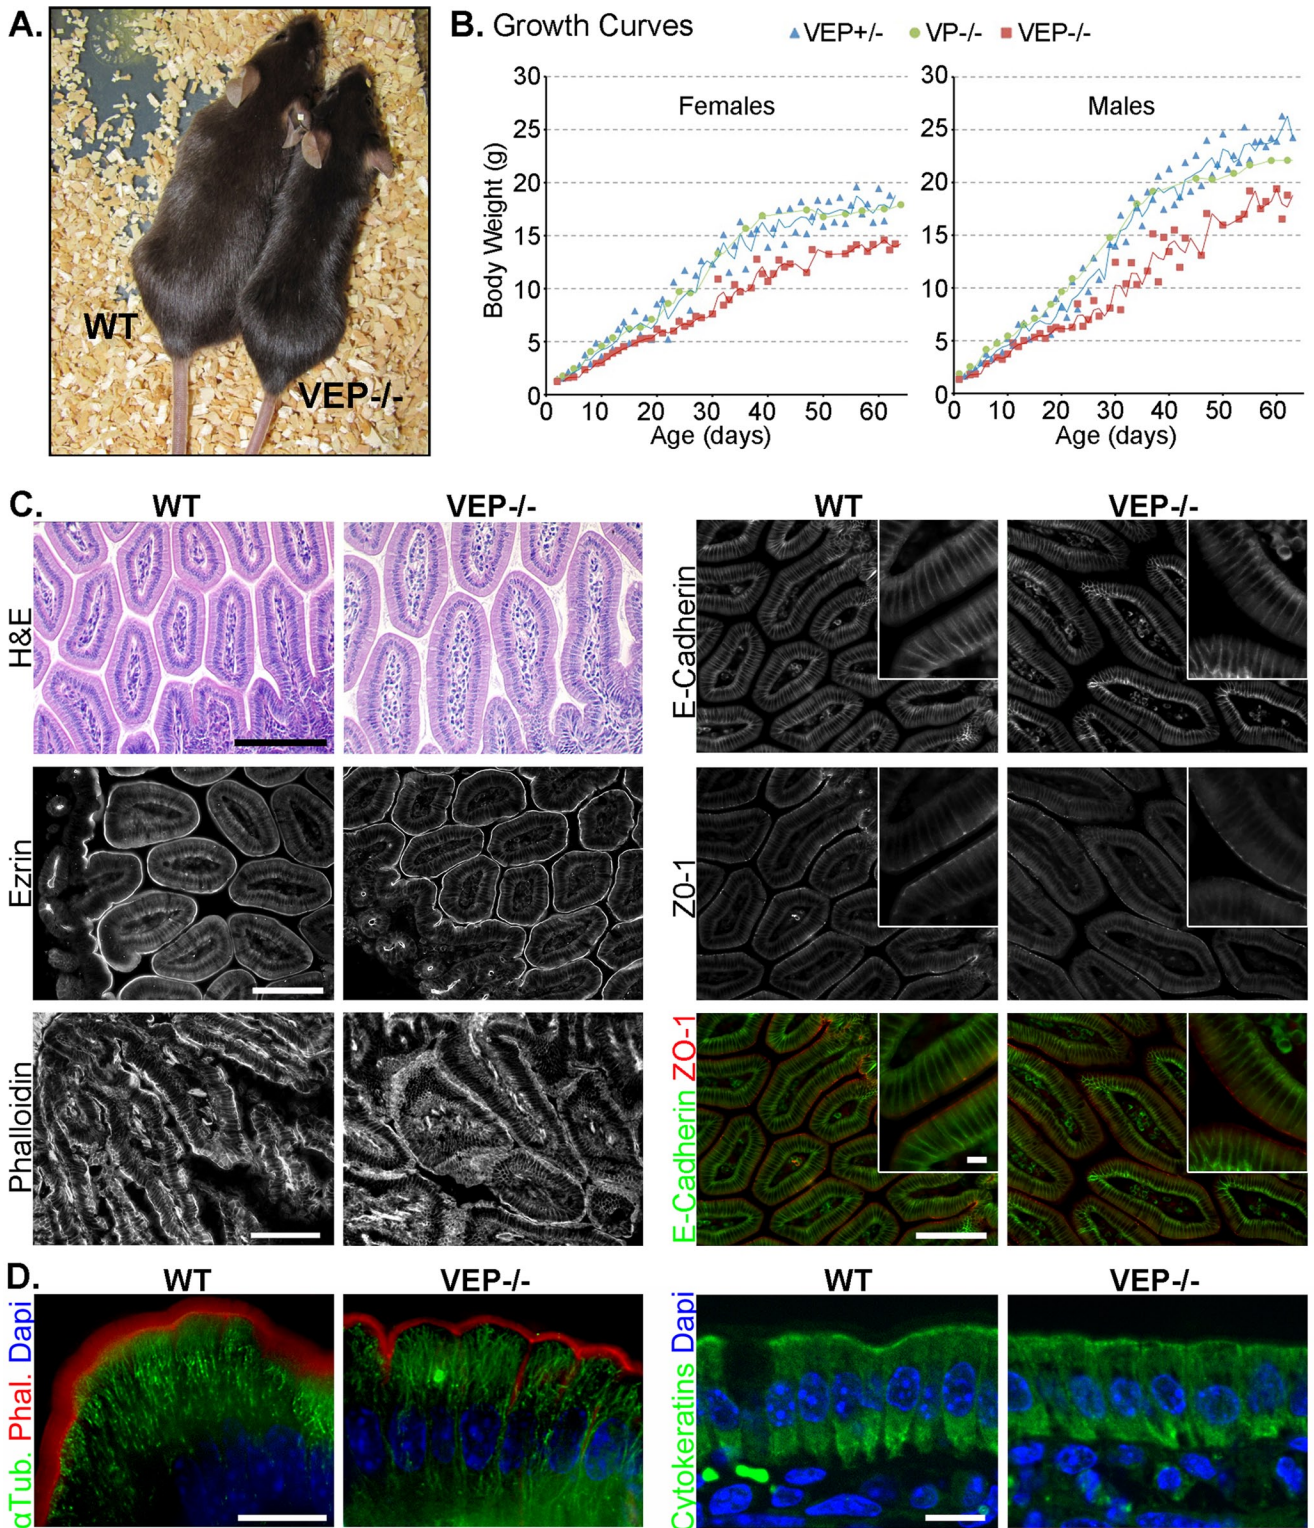 A.
WT
VEP-/-
B. Growth Curves
VEP+/- VP-/- VEP-/-
Females
Males
Body Weight (g)
30
25
20
15
10
5
0
0 10 20 30 40 50 60
Age (days)
30
25
20
15
10
5
0
0 10 20 30 40 50 60
Age (days)
C.
WT VEP-/- WT VEP-/-
H&E
E-Cadherin
Ezrin
ZO-1
Phalloidin
E-Cadherin ZO-1
D.
WT VEP-/- WT VEP-/-
αTub. Phal. Dapi
Cytokeratins Dapi